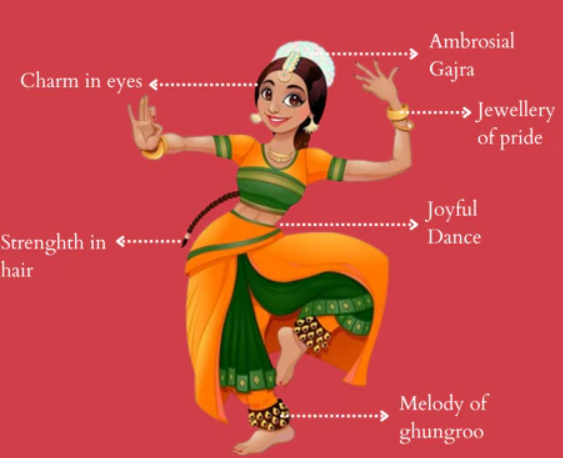 Ambrosial
Gajra
Charm in eyes
Jewellery
of pride
Joyful
Dance
Strenghth in
hair
Melody of
ghungroo